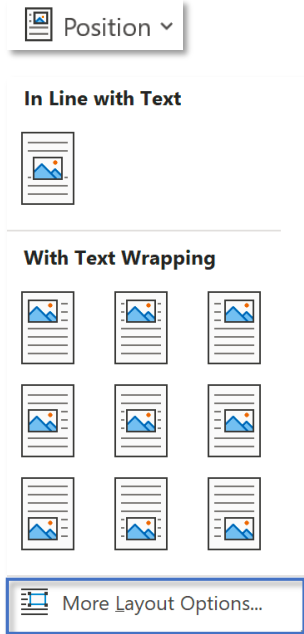 Position
In Line with Text
With Text Wrapping
More Layout Options...